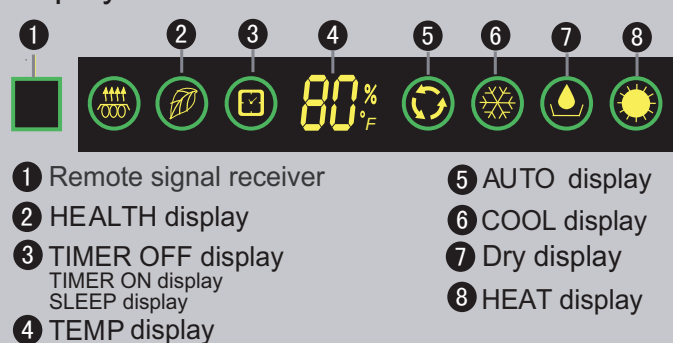 1 2 3 4 5 6 7 8
80 % °F
1 Remote signal receiver
2 HEALTH display
3 TIMER OFF display
TIMER ON display
SLEEP display
4 TEMP display
5 AUTO display
6 COOL display
7 Dry display
8 HEAT display